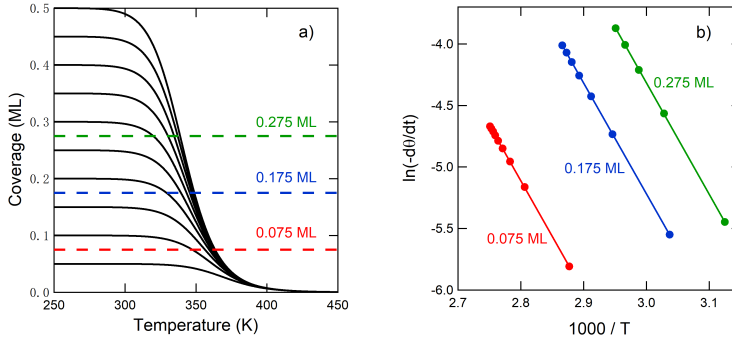 a)
0.5
0.4
0.3
0.2
0.1
0.0
Coverage (ML)
0.275 ML
0.175 ML
0.075 ML
250
300
350
400
450
Temperature (K)
b)
-4.0
-4.5
-5.0
-5.5
-6.0
ln(-dθ/dt)
0.275 ML
0.175 ML
0.075 ML
2.7
2.8
2.9
3.0
3.1
1000 / T